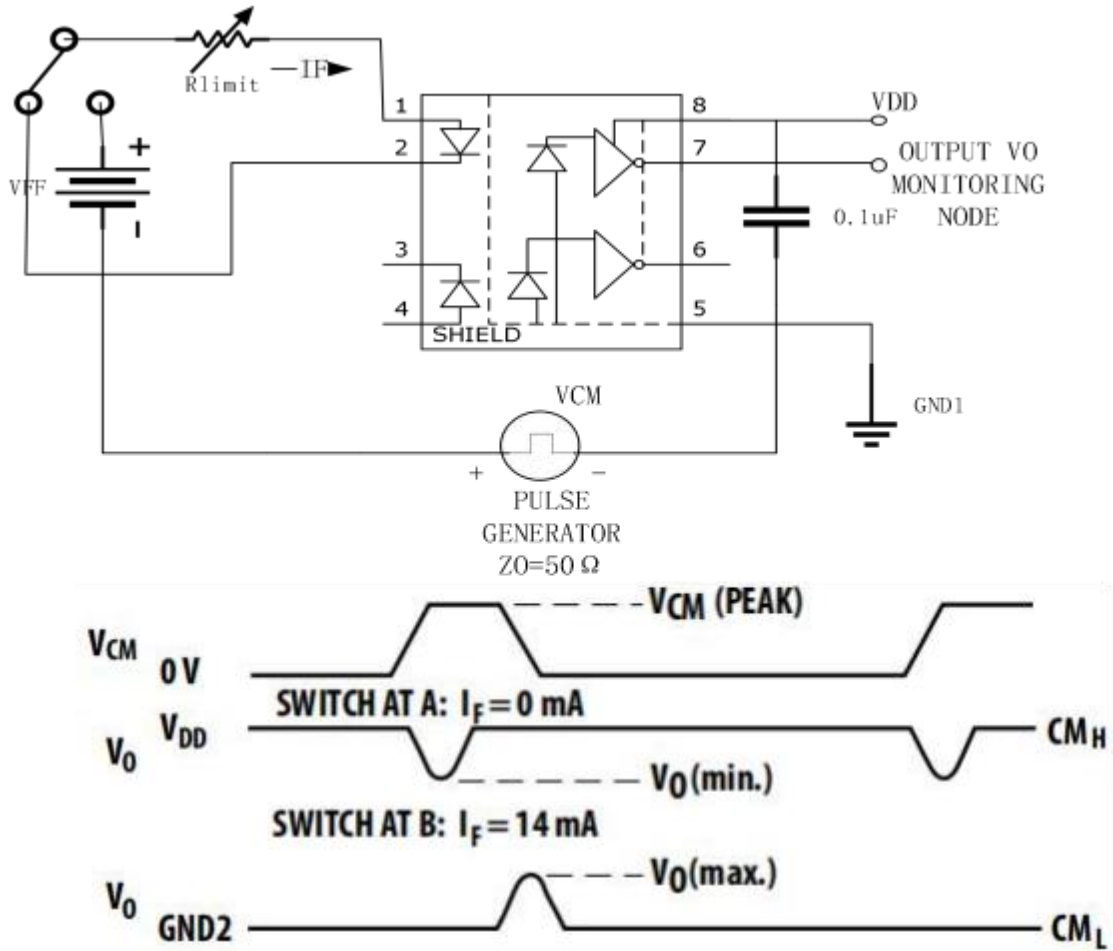 Rlimit
IF
1
2
3
4
8
7
6
5
VDD
OUTPUT VO
MONITORING
NODE
VFF
+
-
0.1uF
SHIELD
GND1
VCM
+
-
PULSE
GENERATOR
ZO=50 Ω
VCM (PEAK)
VCM 0 V
SWITCH AT A: IF = 0 mA
VO VDD
CMH
VO(min.)
SWITCH AT B: IF = 14 mA
VO(max.)
VO GND2
CML